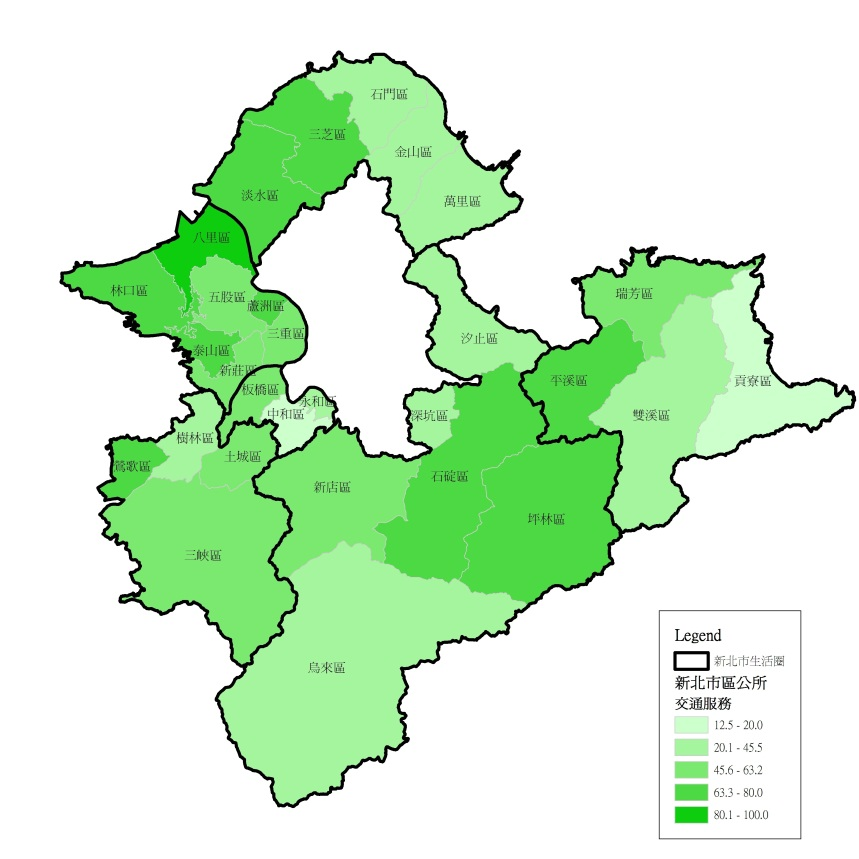 石門區
三芝區
金山區
淡水區
萬里區
八里區
林口區
五股區
瑞芳區
蘆洲區
三重區
汐止區
泰山區
新莊區
平溪區
貢寮區
板橋區
永和區
中和區
深坑區
雙溪區
樹林區
土城區
鶯歌區
石碇區
新店區
坪林區
三峽區
烏來區
Legend
新北市生活圈
新北市區公所
交通服務
12.5 - 20.0
20.1 - 45.5
45.6 - 63.2
63.3 - 80.0
80.1 - 100.0